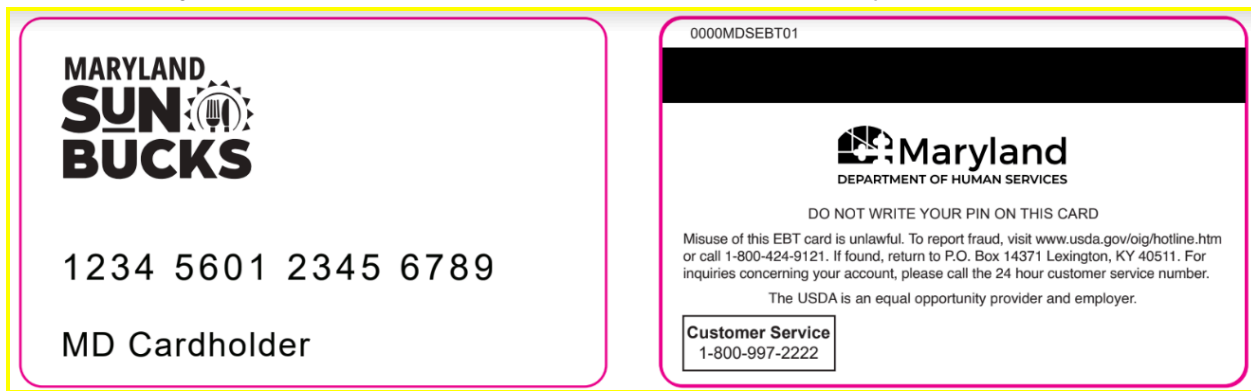 MARYLAND
SUN
BUCKS
1234 5601 2345 6789
MD Cardholder
0000MDSEBT01
Maryland
DEPARTMENT OF HUMAN SERVICES
DO NOT WRITE YOUR PIN ON THIS CARD
Misuse of this EBT card is unlawful. To report fraud, visit www.usda.gov/oig/hotline.htm
or call 1-800-424-9121. If found, return to P.O. Box 14371 Lexington, KY 40511. For
inquiries concerning your account, please call the 24 hour customer service number.
The USDA is an equal opportunity provider and employer.
Customer Service
1-800-997-2222